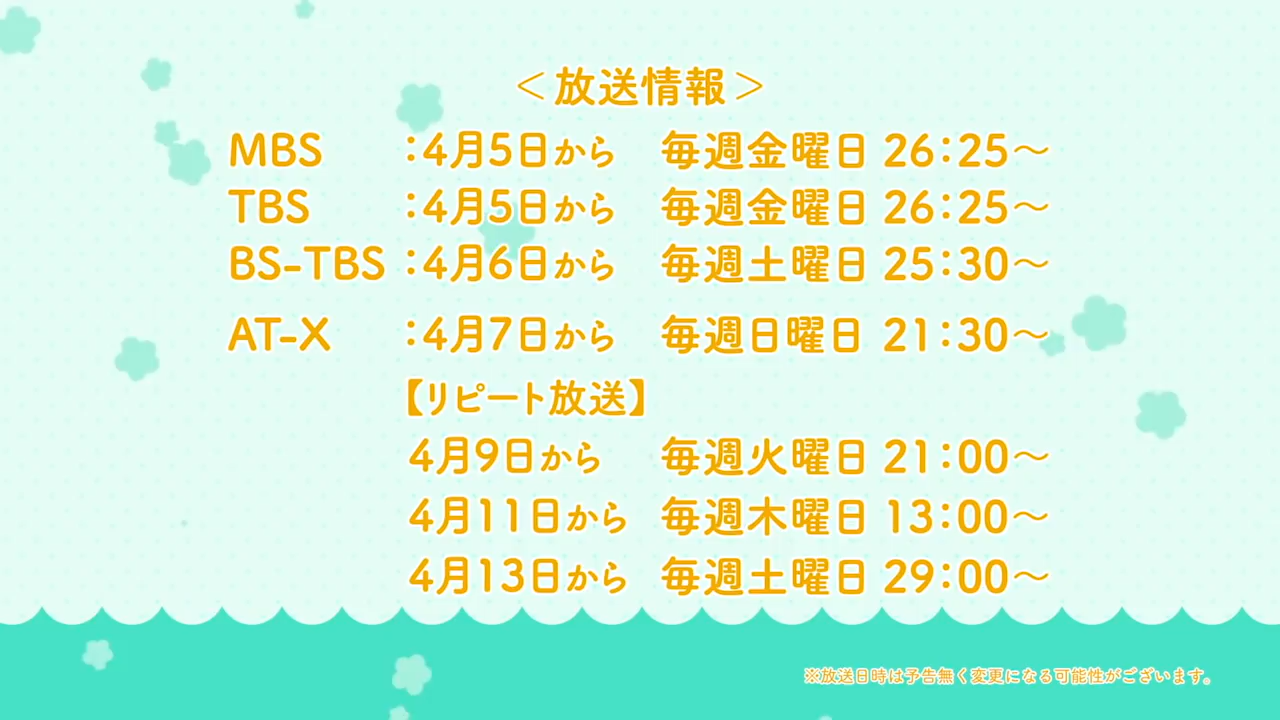 ＜放送情報＞
MBS ：4月5日から 毎週金曜日 26：25～
TBS ：4月5日から 毎週金曜日 26：25～
BS-TBS ：4月6日から 毎週土曜日 25：30～
AT-X ：4月7日から 毎週日曜日 21：30～
【リピート放送】
4月9日から 毎週火曜日 21：00～
4月11日から 毎週木曜日 13：00～
4月13日から 毎週土曜日 29：00～
※放送日時は予告無く変更になる可能性がございます。